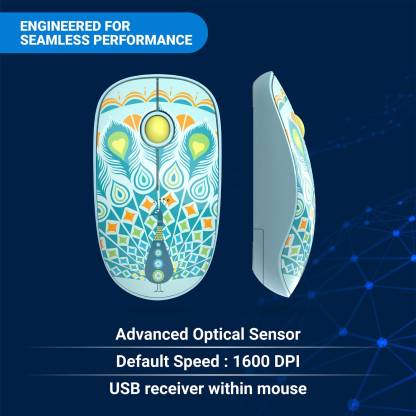 ENGINEERED FOR
SEAMLESS PERFORMANCE
Advanced Optical Sensor
Default Speed : 1600 DPI
USB receiver within mouse